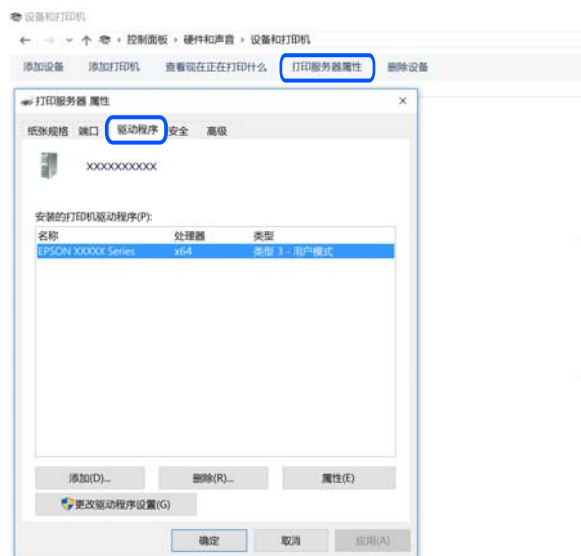 设备和打印机
控制面板 › 硬件和声音 › 设备和打印机
添加设备 添加打印机 查看现在正在打印什么 打印服务器属性 删除设备
打印服务器 属性
纸张规格 端口 驱动程序 安全 高级
XXXXXXXXXX
安装的打印机驱动程序(P):
名称 处理器 类型
EPSON XXXXX Series x64 类型 3 - 用户模式
添加(D)... 删除(R)... 属性(E)
更改驱动程序设置(G)
确定 取消 应用(A)